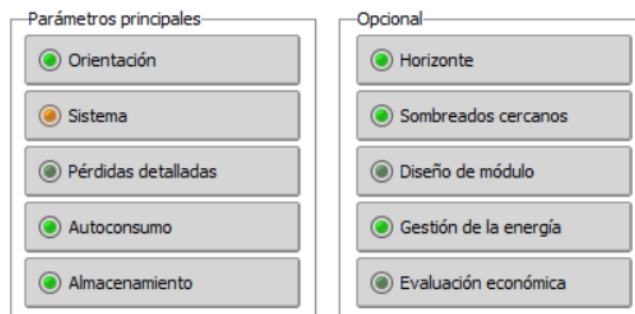 Parámetros principales
Orientación
Sistema
Pérdidas detalladas
Autoconsumo
Almacenamiento
Opcional
Horizonte
Sombreados cercanos
Diseño de módulo
Gestión de la energía
Evaluación económica